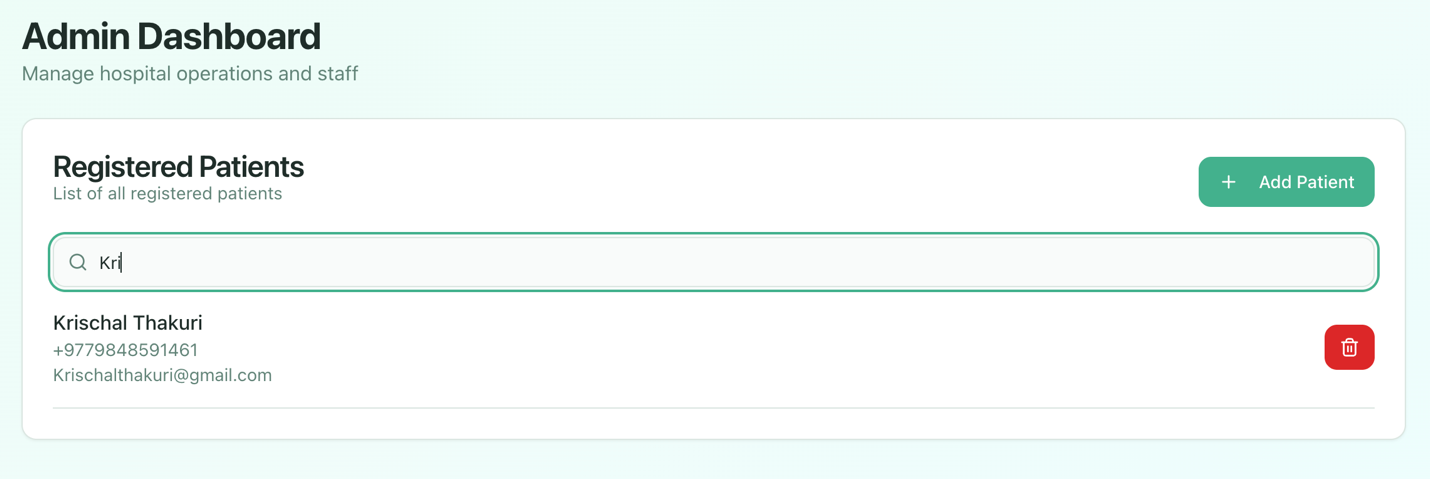 Admin Dashboard
Manage hospital operations and staff
Registered Patients
List of all registered patients
+ Add Patient
Kri
Krischal Thakuri
+9779848591461
Krischalthakuri@gmail.com